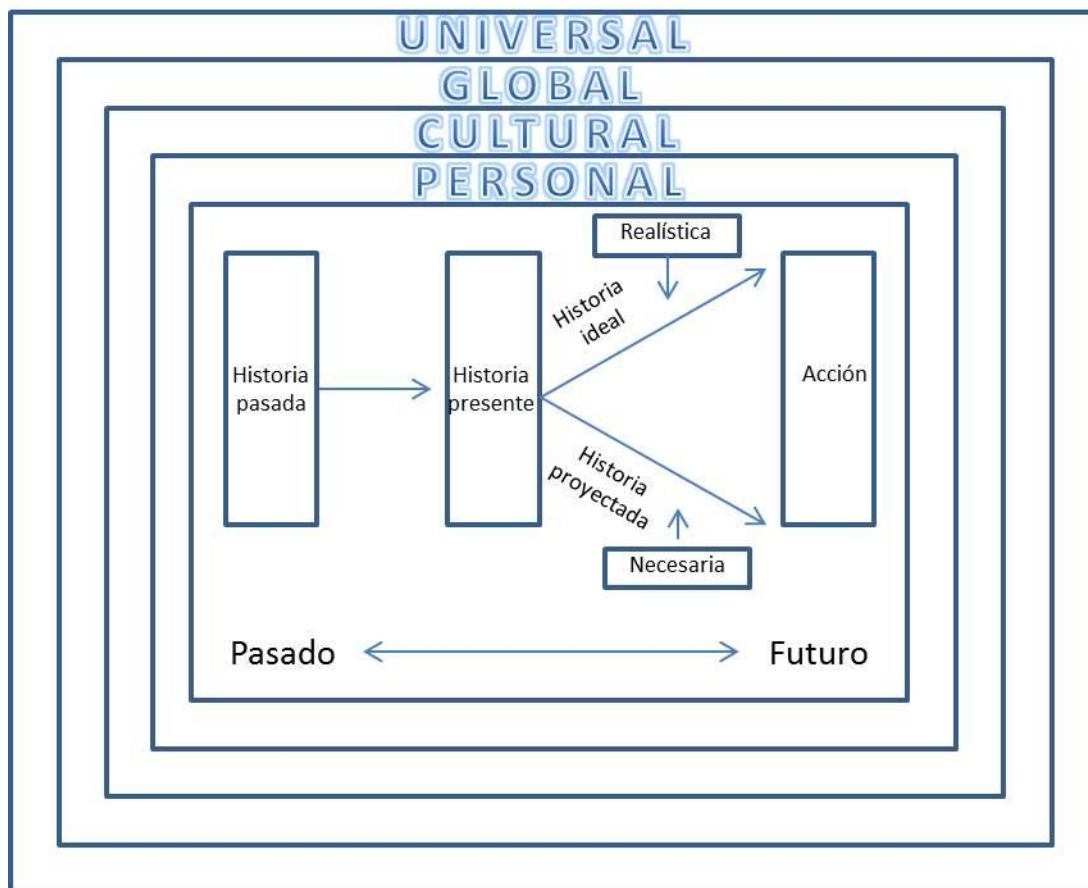 UNIVERSAL
GLOBAL
CULTURAL
PERSONAL
Realística
Historia
ideal
Historia
pasada
Historia
presente
Acción
Historia
proyectada
Necesaria
Pasado
Futuro